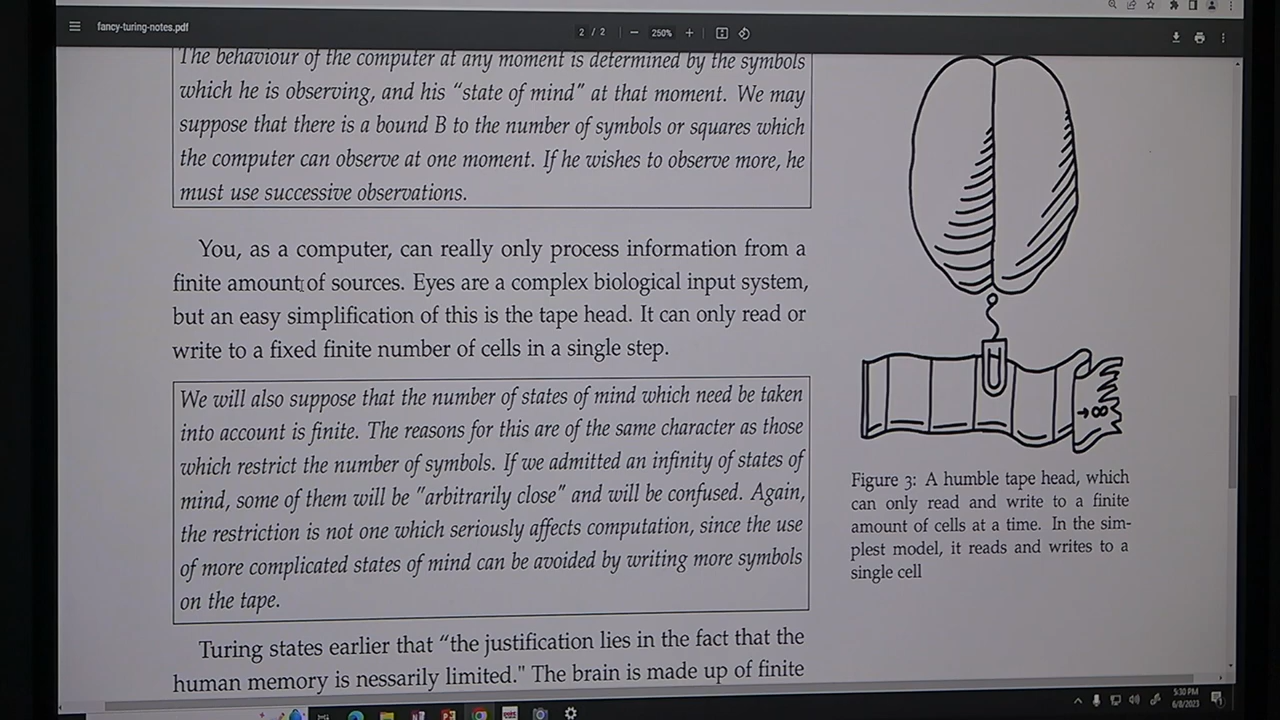 fancy-turing-notes.pdf
2 / 2
250%
The behaviour of the computer at any moment is determined by the symbols
which he is observing, and his “state of mind” at that moment. We may
suppose that there is a bound B to the number of symbols or squares which
the computer can observe at one moment. If he wishes to observe more, he
must use successive observations.
You, as a computer, can really only process information from a
finite amount of sources. Eyes are a complex biological input system,
but an easy simplification of this is the tape head. It can only read or
write to a fixed finite number of cells in a single step.
We will also suppose that the number of states of mind which need be taken
into account is finite. The reasons for this are of the same character as those
which restrict the number of symbols. If we admitted an infinity of states of
mind, some of them will be "arbitrarily close" and will be confused. Again,
the restriction is not one which seriously affects computation, since the use
of more complicated states of mind can be avoided by writing more symbols
on the tape.
Turing states earlier that “the justification lies in the fact that the
human memory is nessarily limited." The brain is made up of finite
→∞
Figure 3: A humble tape head, which
can only read and write to a finite
amount of cells at a time. In the sim-
plest model, it reads and writes to a
single cell
5:30 PM
6/8/2023